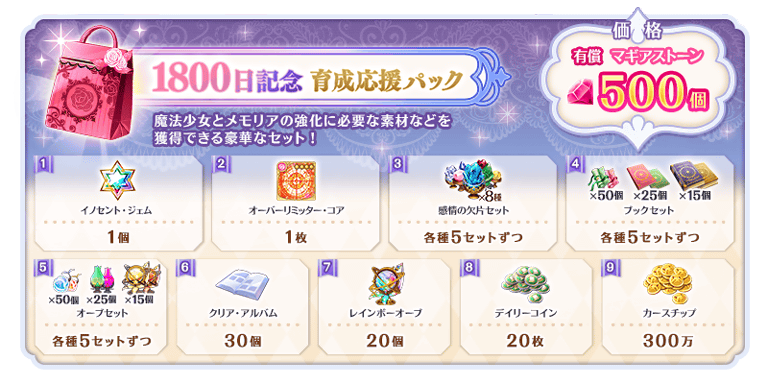 価格
有償 マギアストーン
500個
1800日記念 育成応援パック
魔法少女とメモリアの強化に必要な素材などを
獲得できる豪華なセット!
1
イノセント・ジェム
1個
2
オーバーリミッター・コア
1枚
3
×8種
感情の欠片セット
各種5セットずつ
4
×50個 ×25個 ×15個
ブックセット
各種5セットずつ
5
×50個 ×25個 ×15個
オーブセット
各種5セットずつ
6
クリア・アルバム
30個
7
レインボーオーブ
20個
8
デイリーコイン
20枚
9
カースチップ
300万